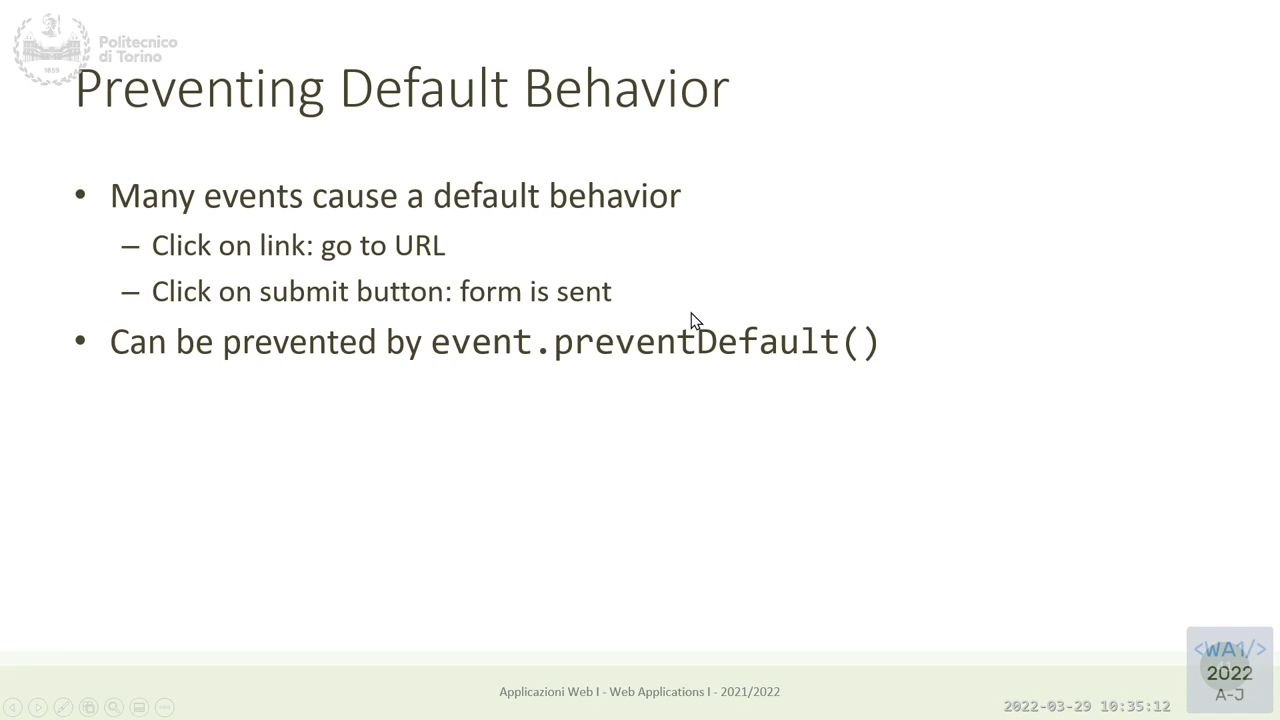 Politecnico
di Torino
1859
Preventing Default Behavior
• Many events cause a default behavior
– Click on link: go to URL
– Click on submit button: form is sent
• Can be prevented by event.preventDefault()
Applicazioni Web I - Web Applications I - 2021/2022
2022-03-29 10:35:12
<WA1/>
2022
A-J